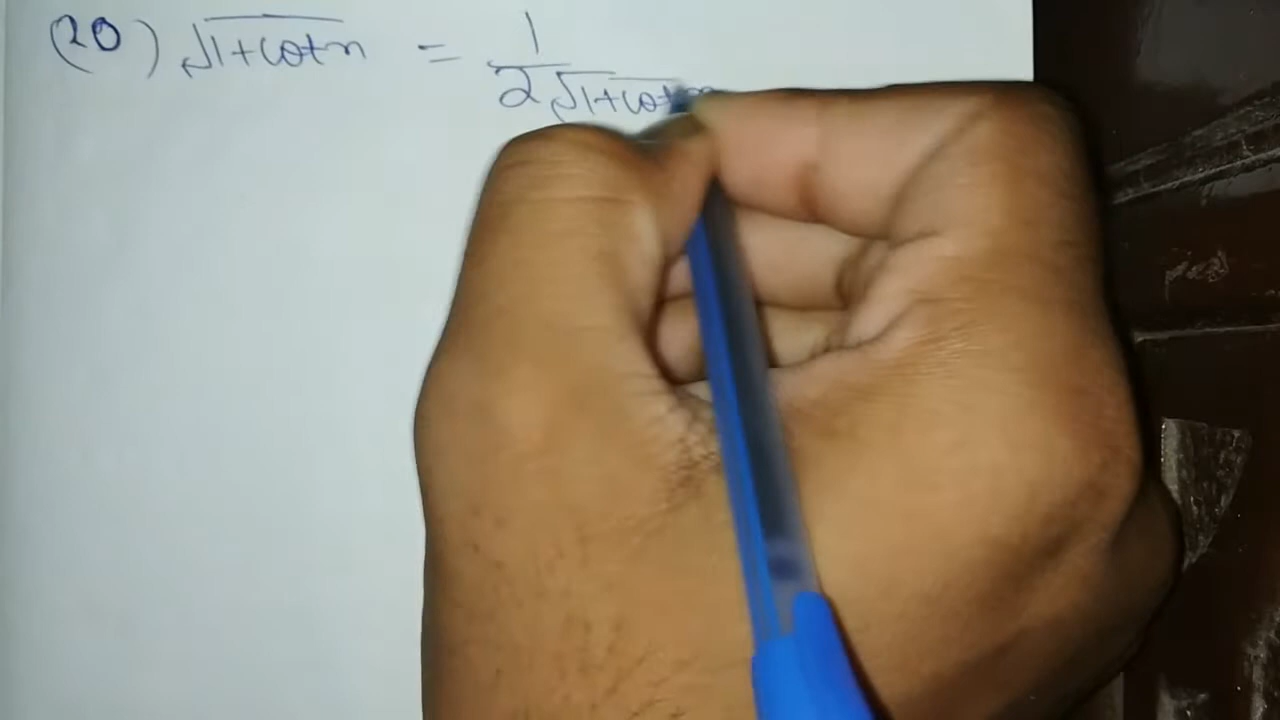 (20) √1+cotx = 1/2√1+cot